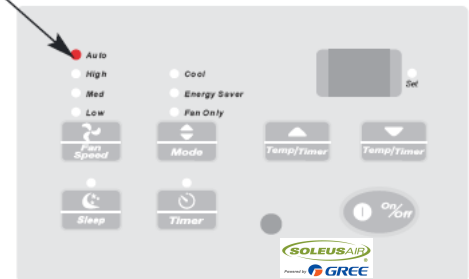 Auto
High
Med
Low
Cool
Energy Saver
Fan Only
Set
Fan
Speed
Mode
Temp/Timer
Temp/Timer
Sleep
Timer
On/Off
SOLEUSAIR®
Powered by GREE